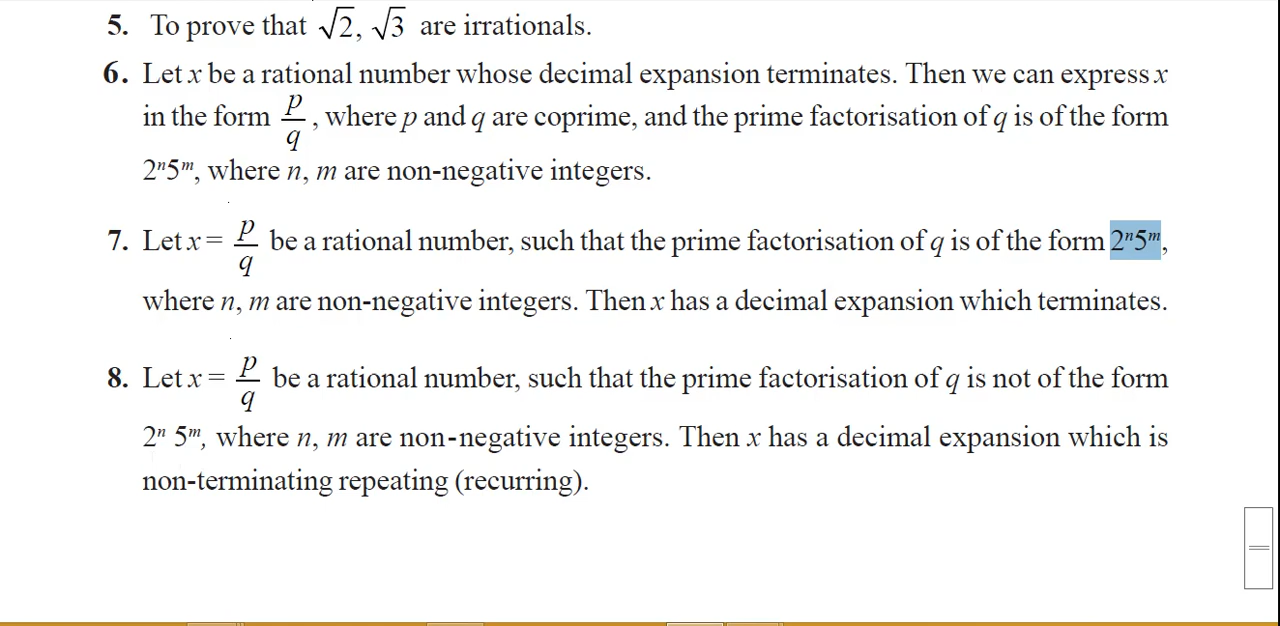 5. To prove that √2, √3 are irrationals.
6. Let x be a rational number whose decimal expansion terminates. Then we can express x
in the form p/q, where p and q are coprime, and the prime factorisation of q is of the form
2ⁿ5ᵐ, where n, m are non-negative integers.
7. Let x = p/q be a rational number, such that the prime factorisation of q is of the form 2ⁿ5ᵐ,
where n, m are non-negative integers. Then x has a decimal expansion which terminates.
8. Let x = p/q be a rational number, such that the prime factorisation of q is not of the form
2ⁿ 5ᵐ, where n, m are non-negative integers. Then x has a decimal expansion which is
non-terminating repeating (recurring).